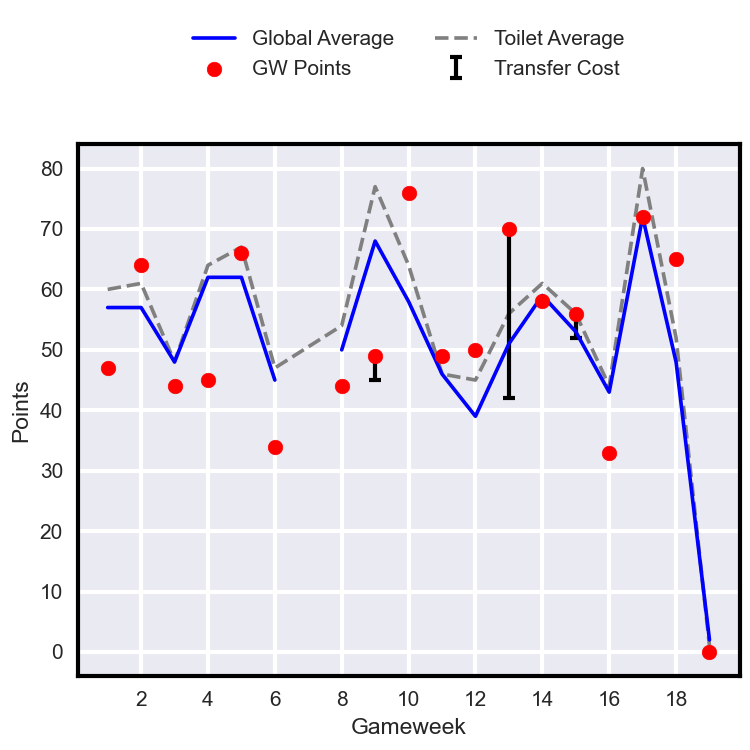 Global Average
Toilet Average
GW Points
Transfer Cost
80
70
60
50
40
30
20
10
0
Points
2 4 6 8 10 12 14 16 18
Gameweek